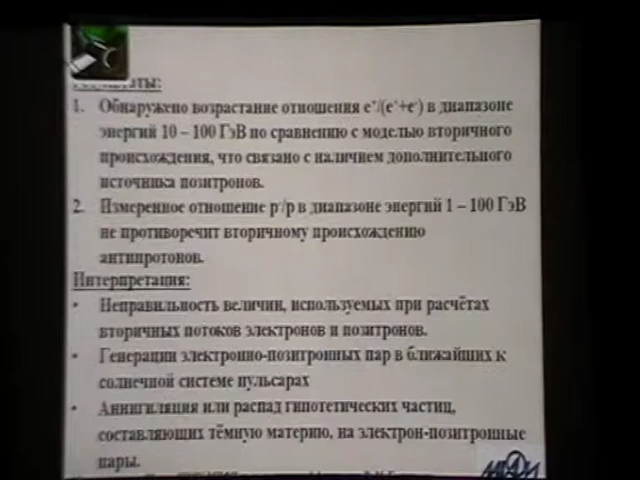 1. Обнаружено возрастание отношения e⁺/(e⁺+e⁻) в диапазоне
энергий 10 – 100 ГэВ по сравнению с моделью вторичного
происхождения, что связано с наличием дополнительного
источника позитронов.
2. Измеренное отношение p⁻/p в диапазоне энергий 1 – 100 ГэВ
не противоречит вторичному происхождению
антипротонов.
Интерпретация:
• Неправильность величин, используемых при расчётах
вторичных потоков электронов и позитронов.
• Генерации электронно-позитронных пар в ближайших к
солнечной системе пульсарах
• Аннигиляция или распад гипотетических частиц,
составляющих тёмную материю, на электрон-позитронные
пары.